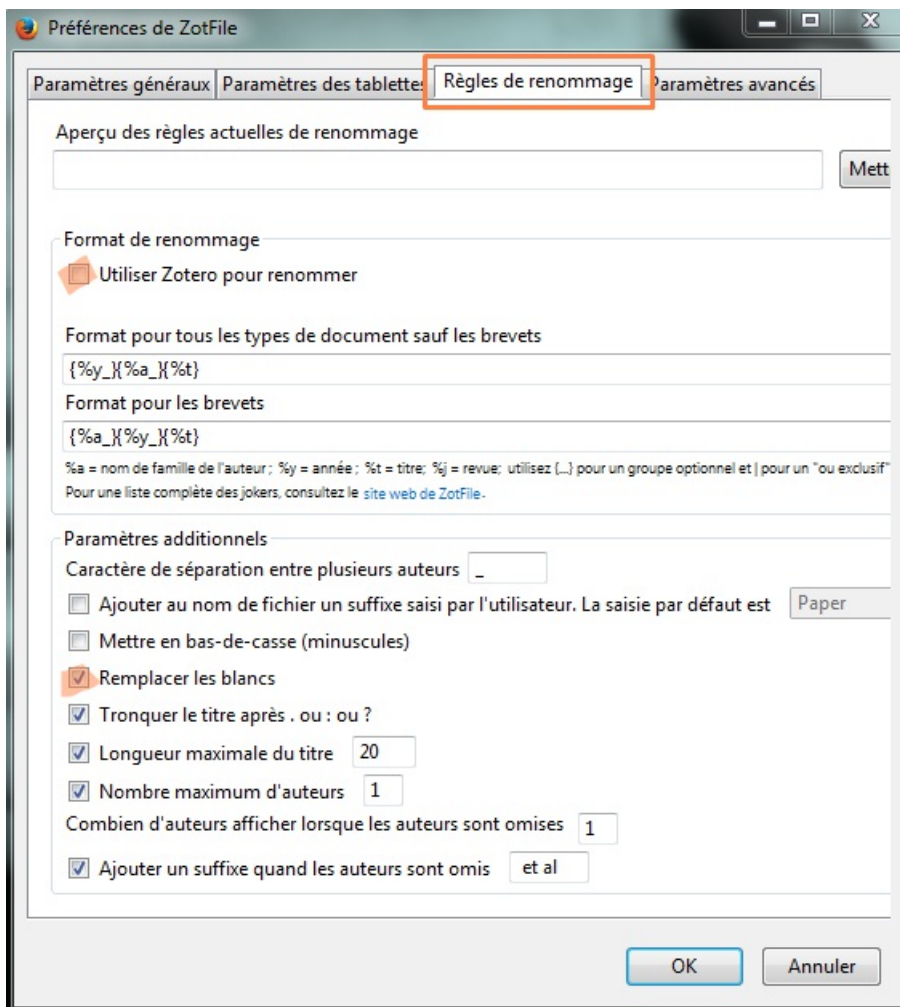 Préférences de ZotFile
Paramètres généraux Paramètres des tablettes Règles de renommage Paramètres avancés
Aperçu des règles actuelles de renommage
Mett
Format de renommage
Utiliser Zotero pour renommer
Format pour tous les types de document sauf les brevets
{%y_}{%a_}{%t}
Format pour les brevets
{%a_}{%y_}{%t}
%a = nom de famille de l'auteur ; %y = année ; %t = titre; %j = revue; utilisez {...} pour un groupe optionnel et | pour un "ou exclusif"
Pour une liste complète des jokers, consultez le site web de ZotFile.
Paramètres additionnels
Caractère de séparation entre plusieurs auteurs _
Ajouter au nom de fichier un suffixe saisi par l'utilisateur. La saisie par défaut est Paper
Mettre en bas-de-casse (minuscules)
Remplacer les blancs
Tronquer le titre après . ou : ou ?
Longueur maximale du titre 20
Nombre maximum d'auteurs 1
Combien d'auteurs afficher lorsque les auteurs sont omises 1
Ajouter un suffixe quand les auteurs sont omis et al
OK Annuler